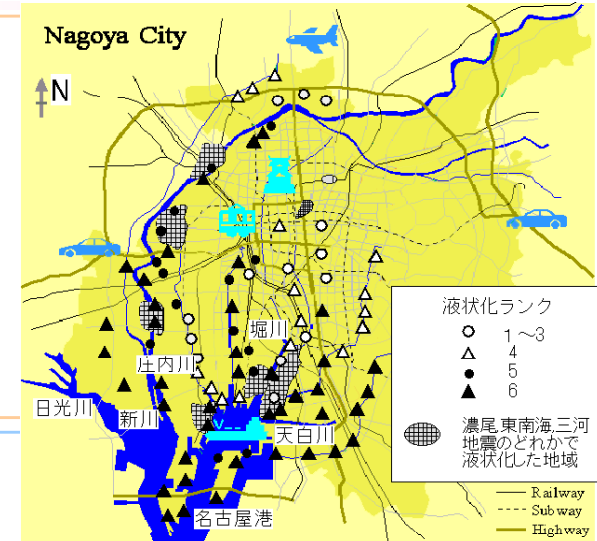 Nagoya City
N
液状化ランク
1～3
4
5
6
堀川
庄内川
日光川
新川
天白川
濃尾,東南海,三河
地震のどれかで
液状化した地域
名古屋港
Railway
Subway
Highway